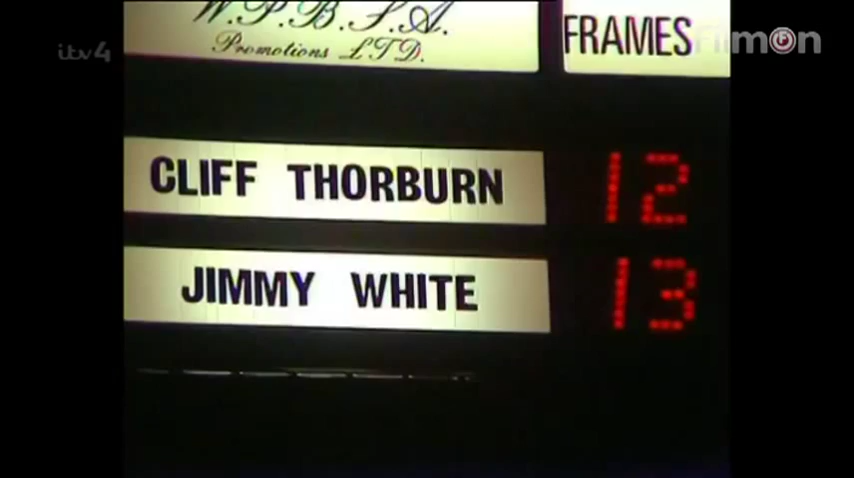 W.P.B.S.A.
Promotions LTD.
FRAMES
FilmOn
itv4
CLIFF THORBURN 12
JIMMY WHITE 13